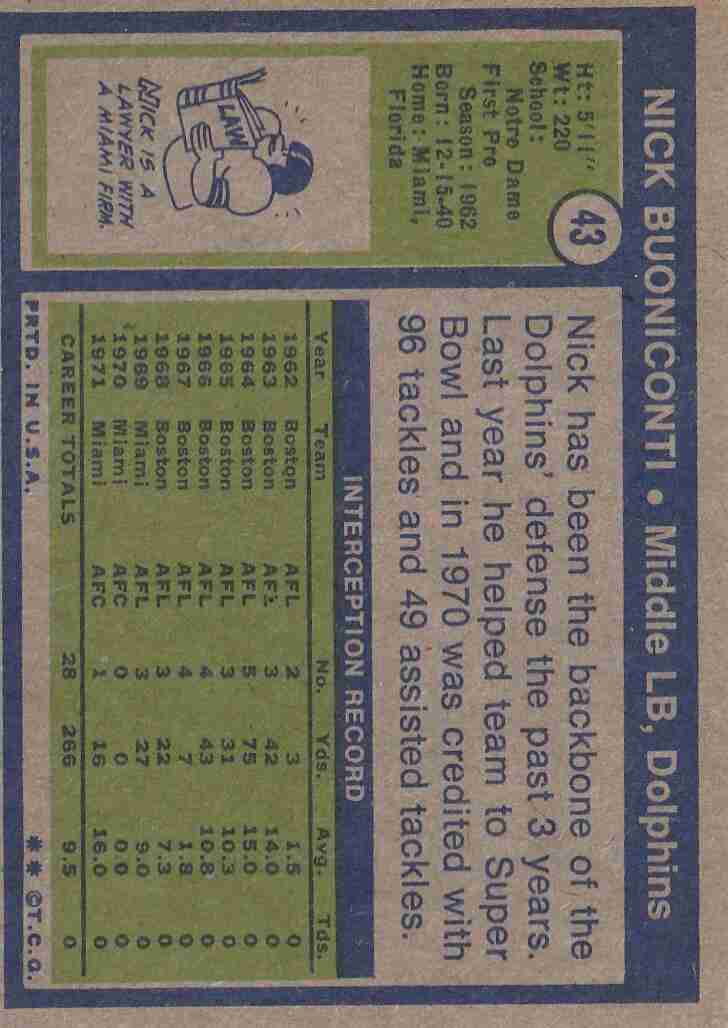 NICK BUONICONTI • Middle LB, Dolphins
43
Ht: 5'11"
Wt: 220
School:
Notre Dame
First Pro
Season: 1962
Born: 12-15-40
Home: Miami,
Florida
LAW
NICK IS A
LAWYER WITH
A MIAMI FIRM.
Nick has been the backbone of the
Dolphins' defense the past 3 years.
Last year he helped team to Super
Bowl and in 1970 was credited with
96 tackles and 49 assisted tackles.
INTERCEPTION RECORD
Year Team No. Yds. Avg. Tds.
1962 Boston AFL 2 3 1.5 0
1963 Boston AFL 3 42 14.0 0
1964 Boston AFL 5 75 15.0 0
1965 Boston AFL 3 31 10.3 0
1966 Boston AFL 4 43 10.8 0
1967 Boston AFL 4 7 1.8 0
1968 Boston AFL 3 22 7.3 0
1969 Miami AFL 3 27 9.0 0
1970 Miami AFC 0 0 0.0 0
1971 Miami AFC 1 16 16.0 0
CAREER TOTALS 28 266 9.5 0
PRTD. IN U.S.A. ** ©T.C.G.